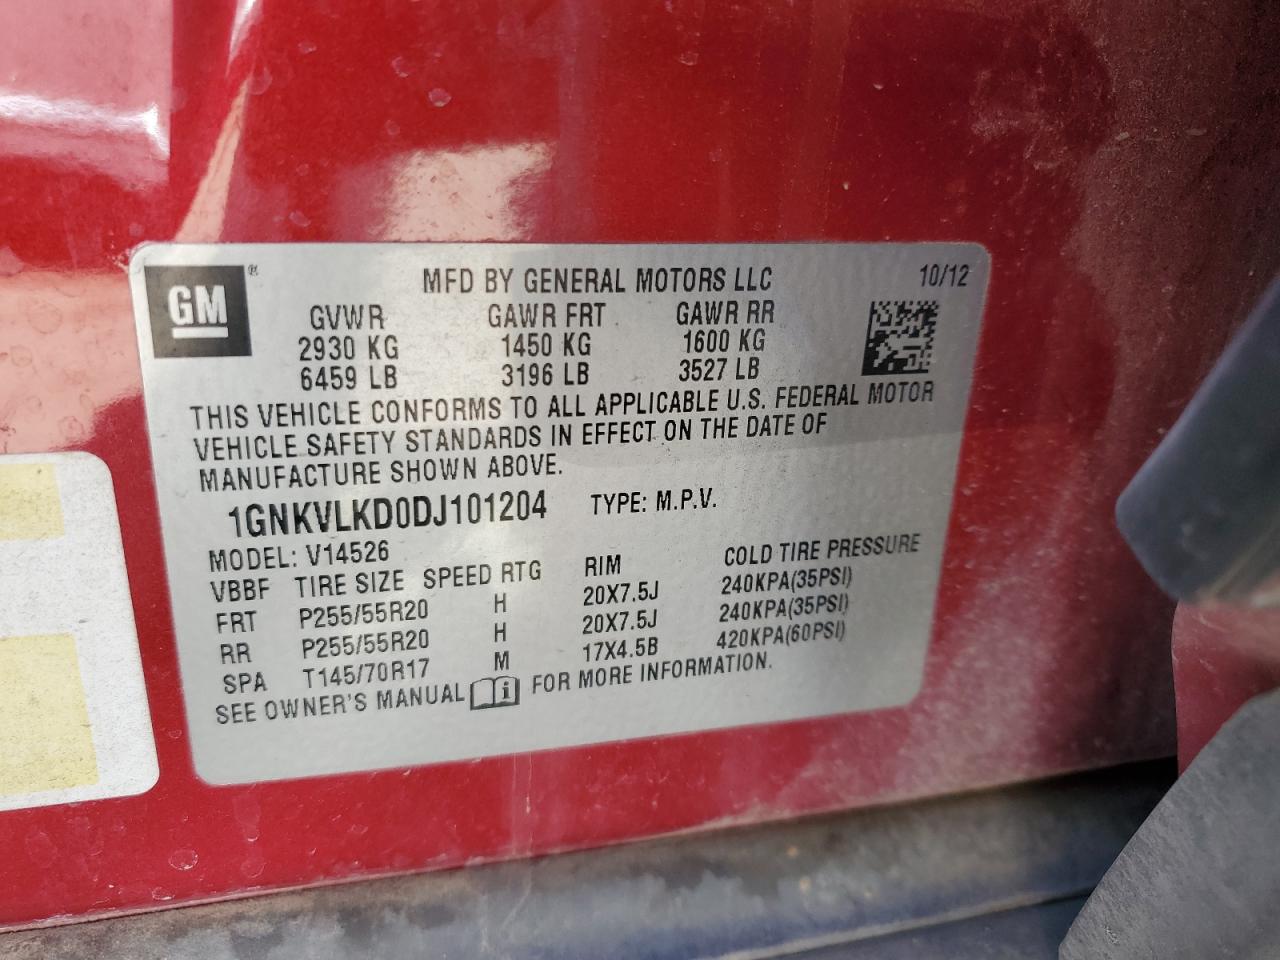 GM ®
MFD BY GENERAL MOTORS LLC 10/12
GVWR GAWR FRT GAWR RR
2930 KG 1450 KG 1600 KG
6459 LB 3196 LB 3527 LB
THIS VEHICLE CONFORMS TO ALL APPLICABLE U.S. FEDERAL MOTOR
VEHICLE SAFETY STANDARDS IN EFFECT ON THE DATE OF
MANUFACTURE SHOWN ABOVE.
1GNKVLKD0DJ101204 TYPE: M.P.V.
MODEL: V14526
VBBF TIRE SIZE SPEED RTG RIM COLD TIRE PRESSURE
FRT P255/55R20 H 20X7.5J 240KPA(35PSI)
RR P255/55R20 H 20X7.5J 240KPA(35PSI)
SPA T145/70R17 M 17X4.5B 420KPA(60PSI)
SEE OWNER'S MANUAL i FOR MORE INFORMATION.